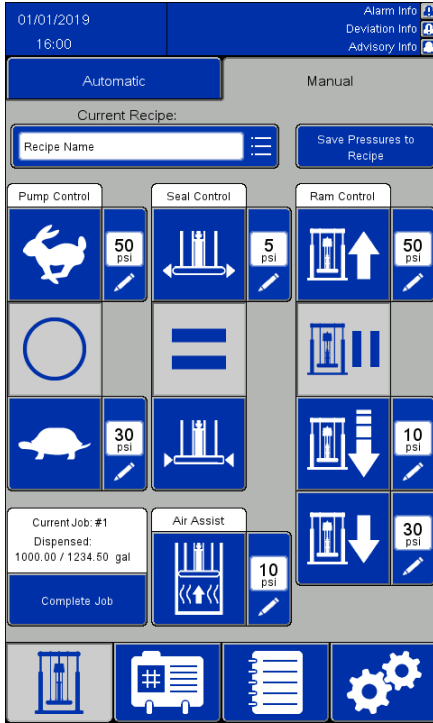 01/01/2019
16:00
Alarm Info
Deviation Info
Advisory Info
Automatic
Manual
Current Recipe:
Recipe Name
Save Pressures to
Recipe
Pump Control
Seal Control
Ram Control
50
psi
5
psi
50
psi
30
psi
10
psi
30
psi
Current Job: #1
Dispensed:
1000.00 / 1234.50 gal
Complete Job
Air Assist
10
psi